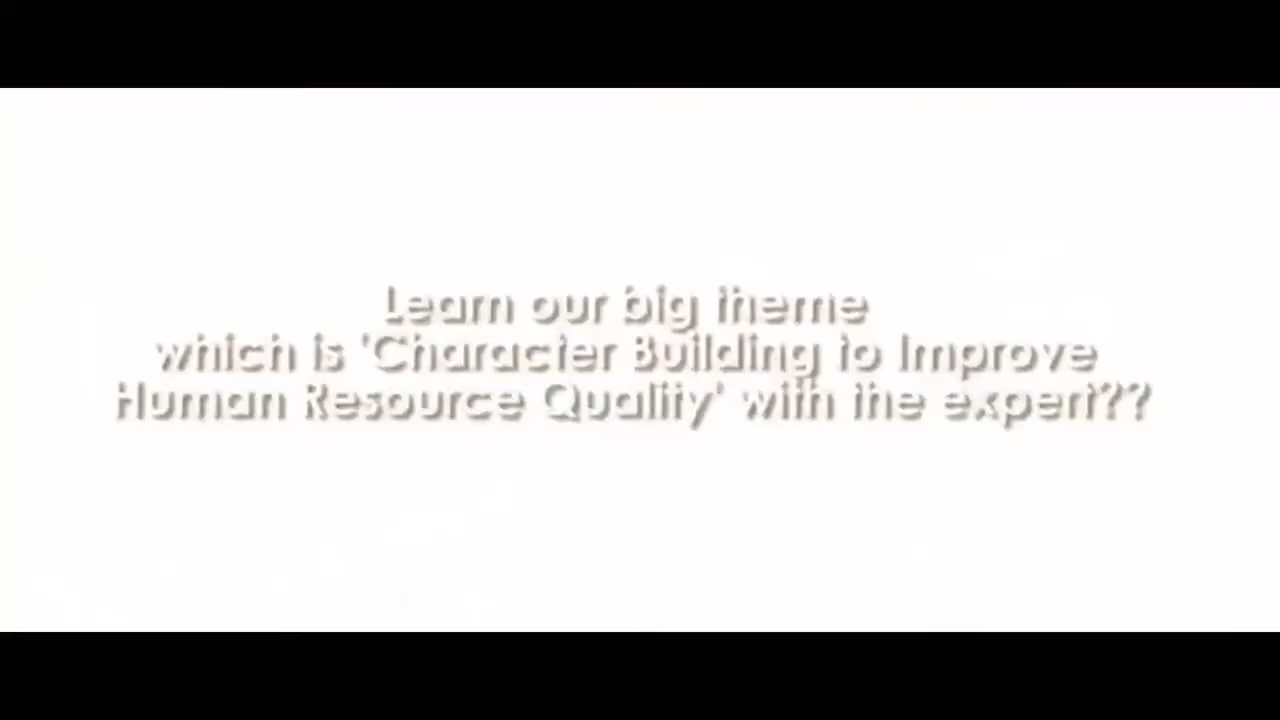 Learn our big theme
which is 'Character Building to Improve
Human Resource Quality' with the expert??